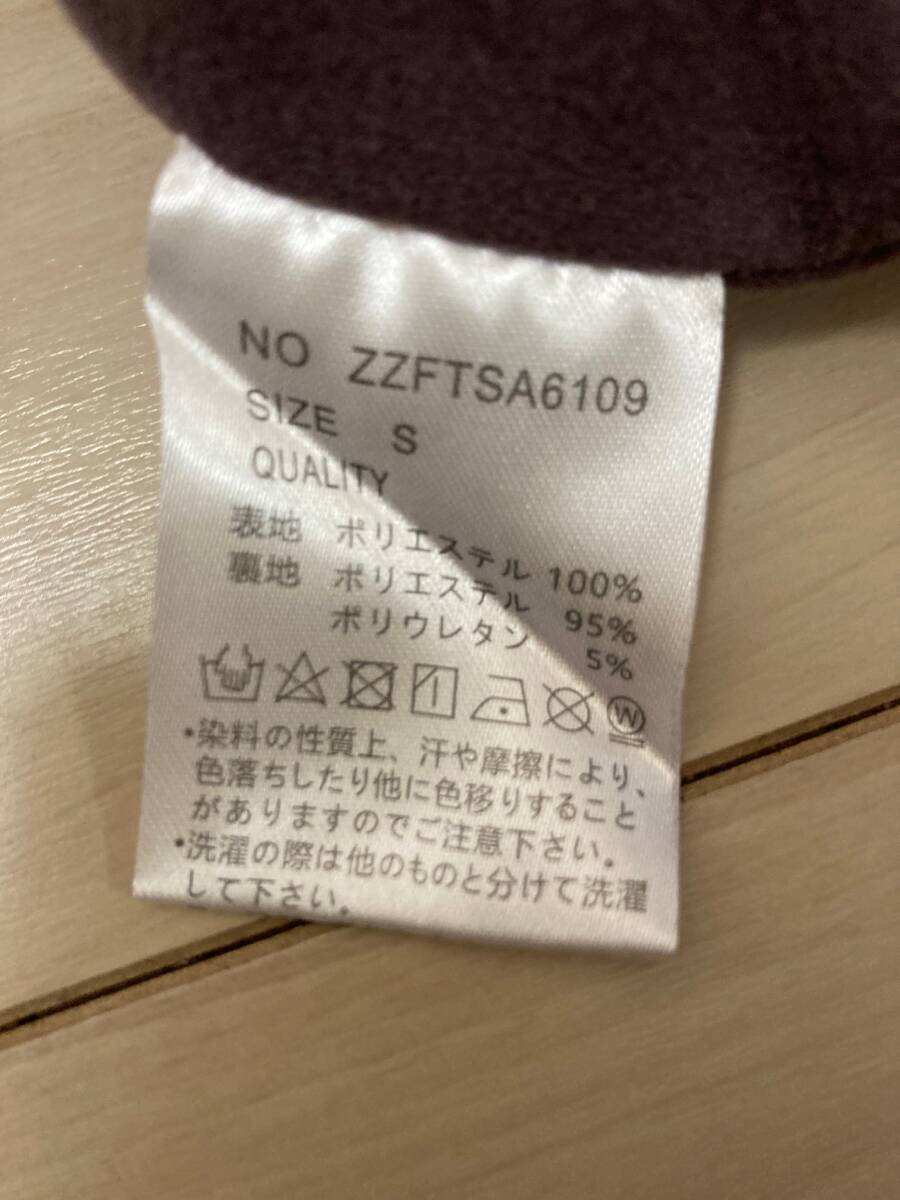 NO ZZFTSA6109
SIZE S
QUALITY
表地 ポリエステル 100%
裏地 ポリエステル 95%
ポリウレタン 5%
W
•染料の性質上、汗や摩擦により、
色落ちしたり他に色移りすること
がありますのでご注意下さい。
•洗濯の際は他のものと分けて洗濯
して下さい。